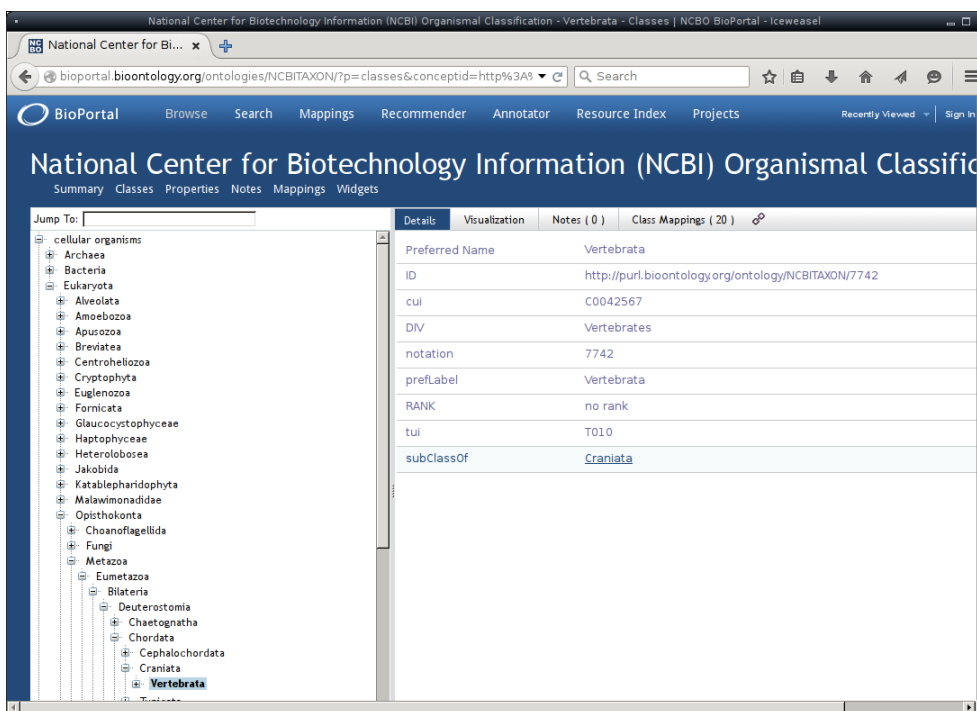 National Center for Biotechnology Information (NCBI) Organismal Classification - Vertebrata - Classes | NCBO BioPortal - Iceweasel
National Center for Bi...
bioportal.bioontology.org/ontologies/NCBITAXON/?p=classes&conceptid=http%3A%
Search
BioPortal Browse Search Mappings Recommender Annotator Resource Index Projects Recently Viewed Sign In
National Center for Biotechnology Information (NCBI) Organismal Classific
Summary Classes Properties Notes Mappings Widgets
Jump To:
cellular organisms
Archaea
Bacteria
Eukaryota
Alveolata
Amoebozoa
Apusozoa
Breviatea
Centroheliozoa
Cryptophyta
Euglenozoa
Fornicata
Glaucocystophyceae
Haptophyceae
Heterolobosea
Jakobida
Katablepharidophyta
Malawimonadidae
Opisthokonta
Choanoflagellida
Fungi
Metazoa
Eumetazoa
Bilateria
Deuterostomia
Chaetognatha
Chordata
Cephalochordata
Craniata
Vertebrata
Details Visualization Notes ( 0 ) Class Mappings ( 20 )
Preferred Name Vertebrata
ID http://purl.bioontology.org/ontology/NCBITAXON/7742
cui C0042567
DIV Vertebrates
notation 7742
prefLabel Vertebrata
RANK no rank
tui T010
subClassOf Craniata